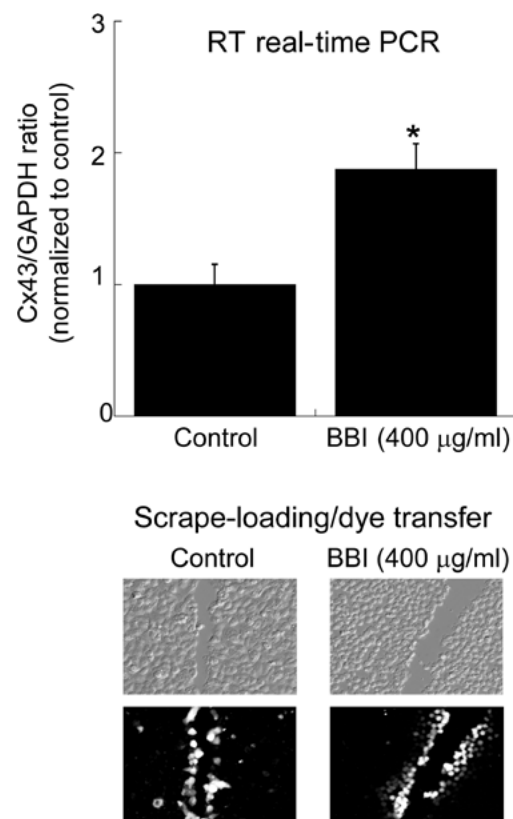 RT real-time PCR
Cx43/GAPDH ratio
(normalized to control)
3
2
1
0
*
Control BBI (400 μg/ml)
Scrape-loading/dye transfer
Control BBI (400 μg/ml)